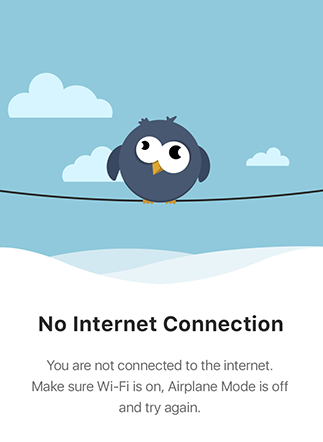 No Internet Connection
You are not connected to the internet.
Make sure Wi-Fi is on, Airplane Mode is off
and try again.